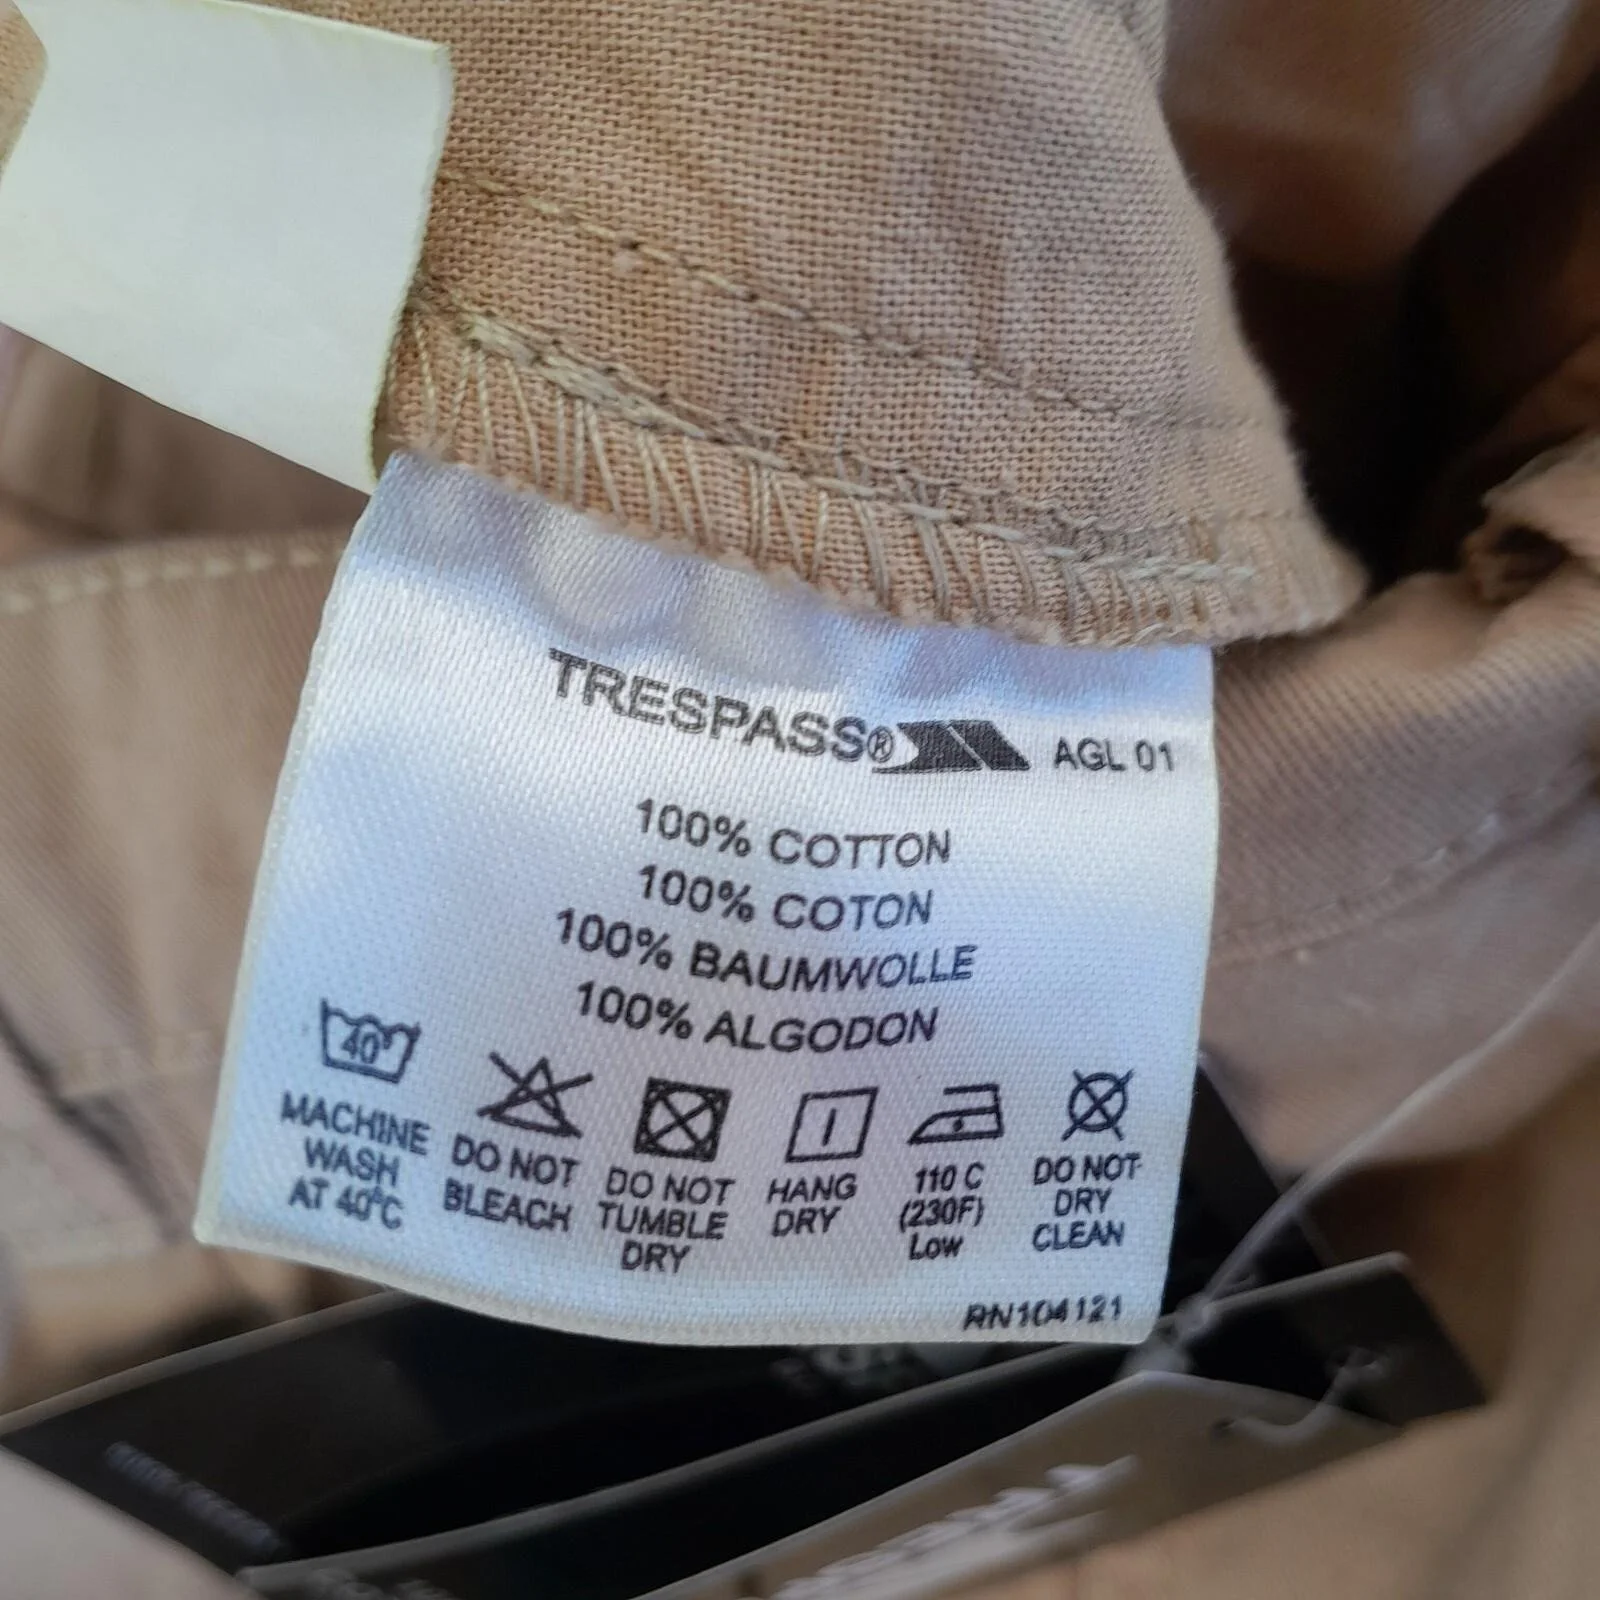 TRESPASS® AGL 01
100% COTTON
100% COTON
100% BAUMWOLLE
100% ALGODON
40°
MACHINE
WASH
AT 40°C
DO NOT
BLEACH
DO NOT
TUMBLE
DRY
HANG
DRY
110 C
(230F)
Low
DO NOT
DRY
CLEAN
RN104121